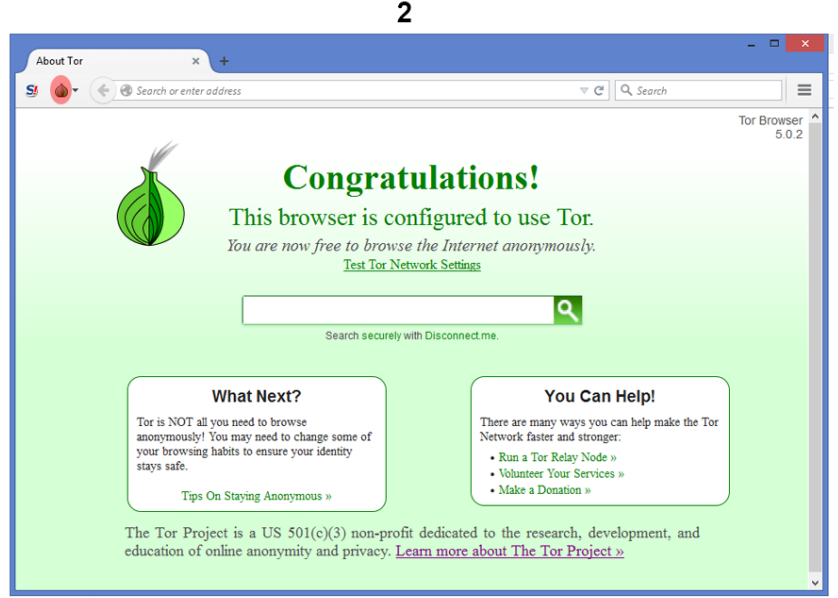 2
About Tor
S!
Search or enter address
Search
Tor Browser
5.0.2
Congratulations!
This browser is configured to use Tor.
You are now free to browse the Internet anonymously.
Test Tor Network Settings
Search securely with Disconnect.me.
What Next?
Tor is NOT all you need to browse
anonymously! You may need to change some of
your browsing habits to ensure your identity
stays safe.
Tips On Staying Anonymous »
You Can Help!
There are many ways you can help make the Tor
Network faster and stronger:
• Run a Tor Relay Node »
• Volunteer Your Services »
• Make a Donation »
The Tor Project is a US 501(c)(3) non-profit dedicated to the research, development, and
education of online anonymity and privacy. Learn more about The Tor Project »